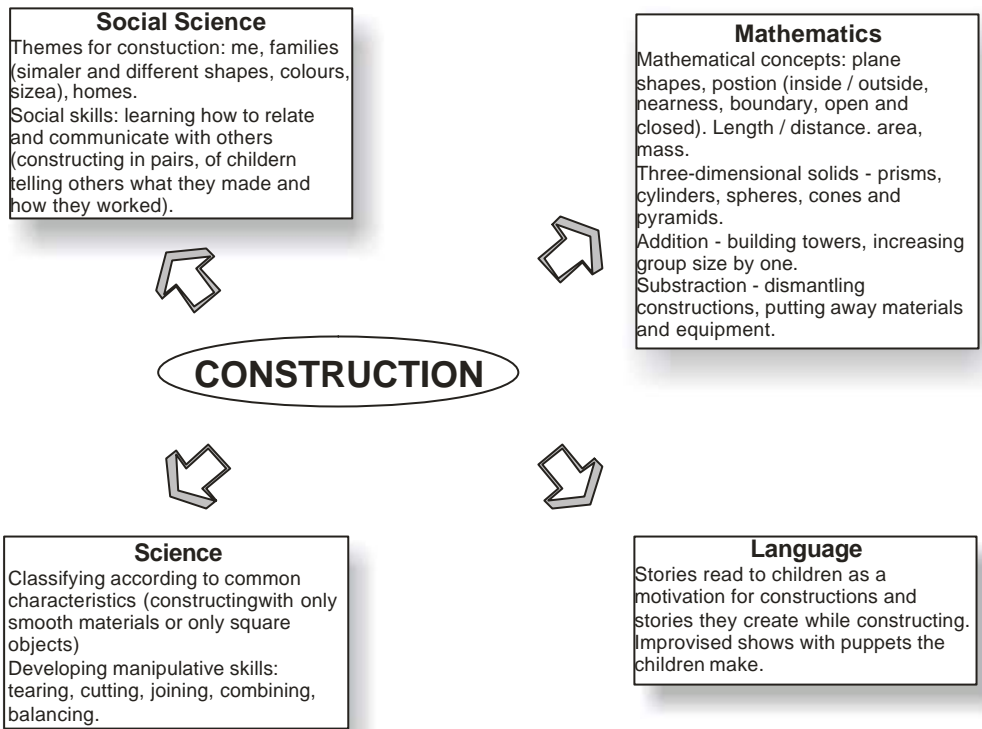 Social Science
Themes for constuction: me, families
(simaler and different shapes, colours,
sizea), homes.
Social skills: learning how to relate
and communicate with others
(constructing in pairs, of childern
telling others what they made and
how they worked).
Mathematics
Mathematical concepts: plane
shapes, postion (inside / outside,
nearness, boundary, open and
closed). Length / distance. area,
mass.
Three-dimensional solids - prisms,
cylinders, spheres, cones and
pyramids.
Addition - building towers, increasing
group size by one.
Substraction - dismantling
constructions, putting away materials
and equipment.
CONSTRUCTION
Science
Classifying according to common
characteristics (constructingwith only
smooth materials or only square
objects)
Developing manipulative skills:
tearing, cutting, joining, combining,
balancing.
Language
Stories read to children as a
motivation for constructions and
stories they create while constructing.
Improvised shows with puppets the
children make.